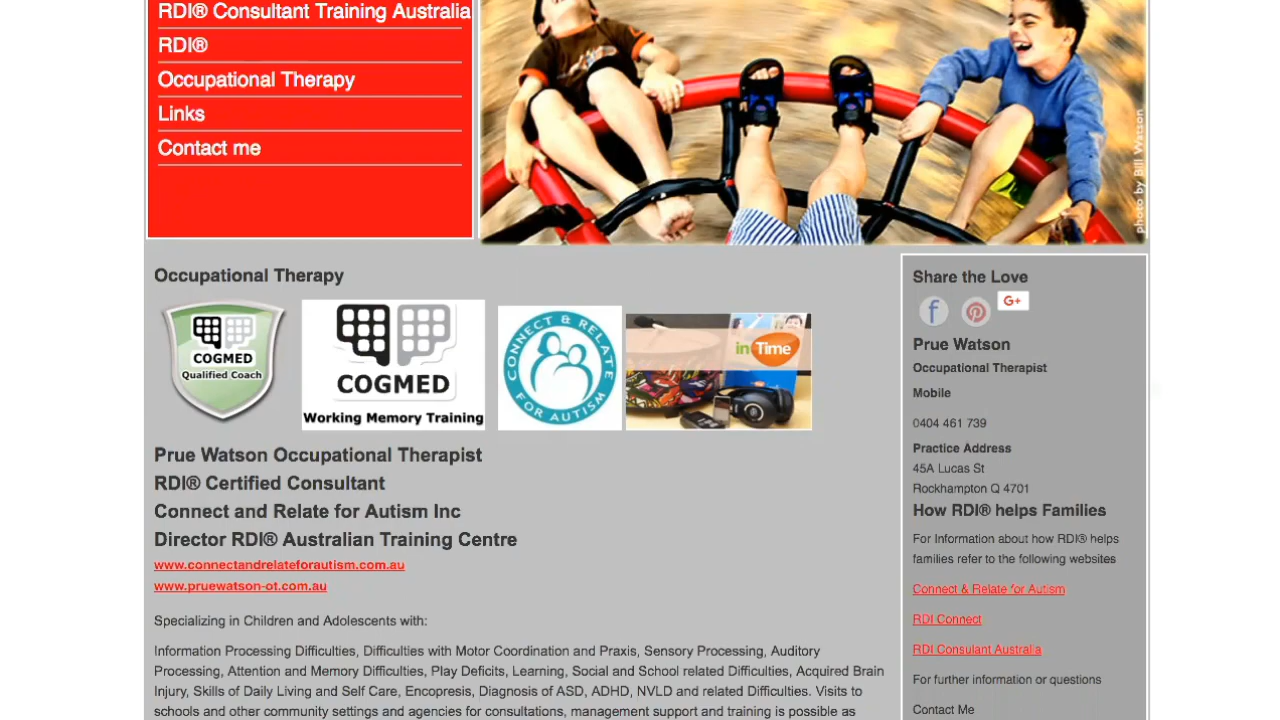 RDI® Consultant Training Australia
RDI®
Occupational Therapy
Links
Contact me
photo by Bill Watson
Occupational Therapy
COGMED
Qualified Coach
COGMED
Working Memory Training
CONNECT & RELATE
FOR AUTISM
inTime
Prue Watson Occupational Therapist
RDI® Certified Consultant
Connect and Relate for Autism Inc
Director RDI® Australian Training Centre
www.connectandrelateforautism.com.au
www.pruewatson-ot.com.au
Specializing in Children and Adolescents with:
Information Processing Difficulties, Difficulties with Motor Coordination and Praxis, Sensory Processing, Auditory
Processing, Attention and Memory Difficulties, Play Deficits, Learning, Social and School related Difficulties, Acquired Brain
Injury, Skills of Daily Living and Self Care, Encopresis, Diagnosis of ASD, ADHD, NVLD and related Difficulties. Visits to
schools and other community settings and agencies for consultations, management support and training is possible as
Share the Love
f
G+
Prue Watson
Occupational Therapist
Mobile
0404 461 739
Practice Address
45A Lucas St
Rockhampton Q 4701
How RDI® helps Families
For Information about how RDI® helps
families refer to the following websites
Connect & Relate for Autism
RDI Connect
RDI Consulant Australia
For further information or questions
Contact Me